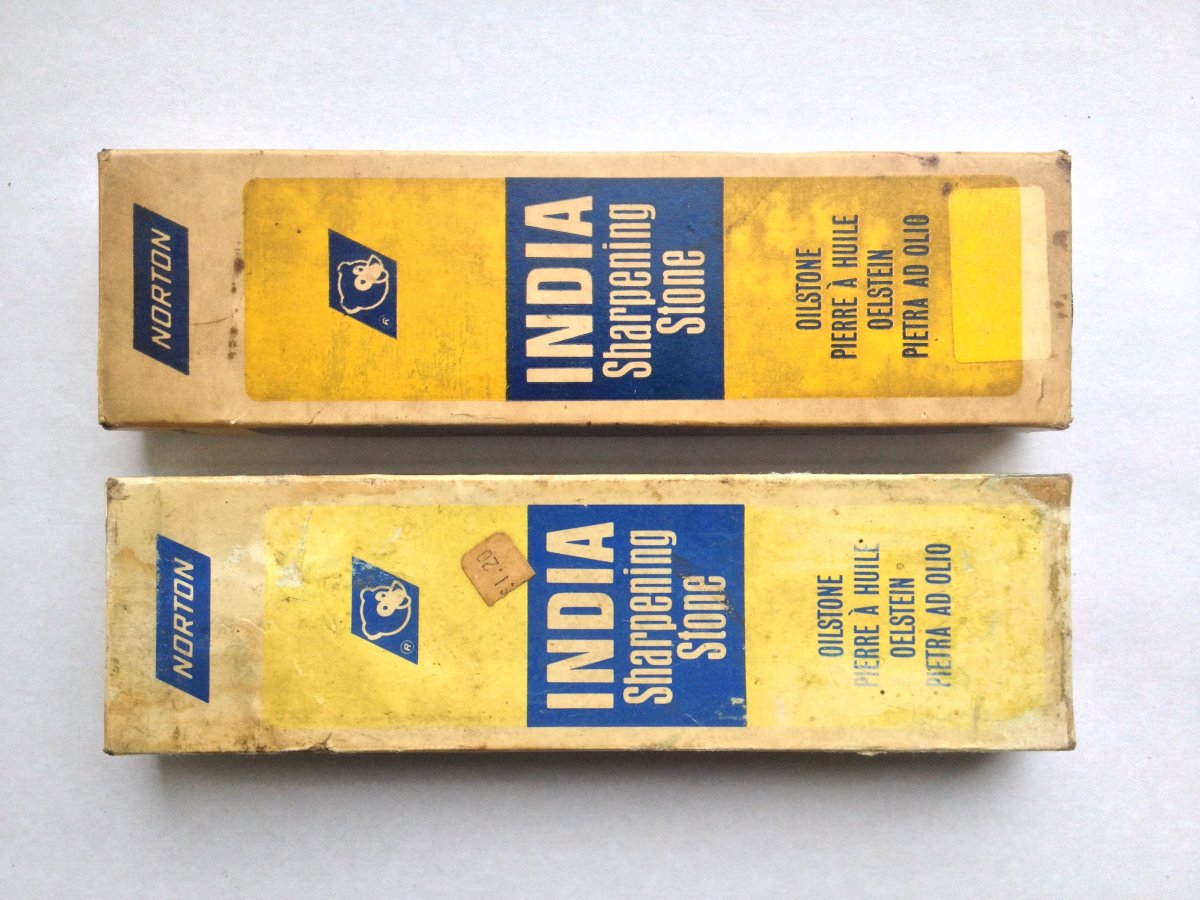 NORTON
®
INDIA
Sharpening
Stone
OILSTONE
PIERRE À HUILE
OELSTEIN
PIETRA AD OLIO
NORTON
®
1.20
INDIA
Sharpening
Stone
OILSTONE
PIERRE À HUILE
OELSTEIN
PIETRA AD OLIO